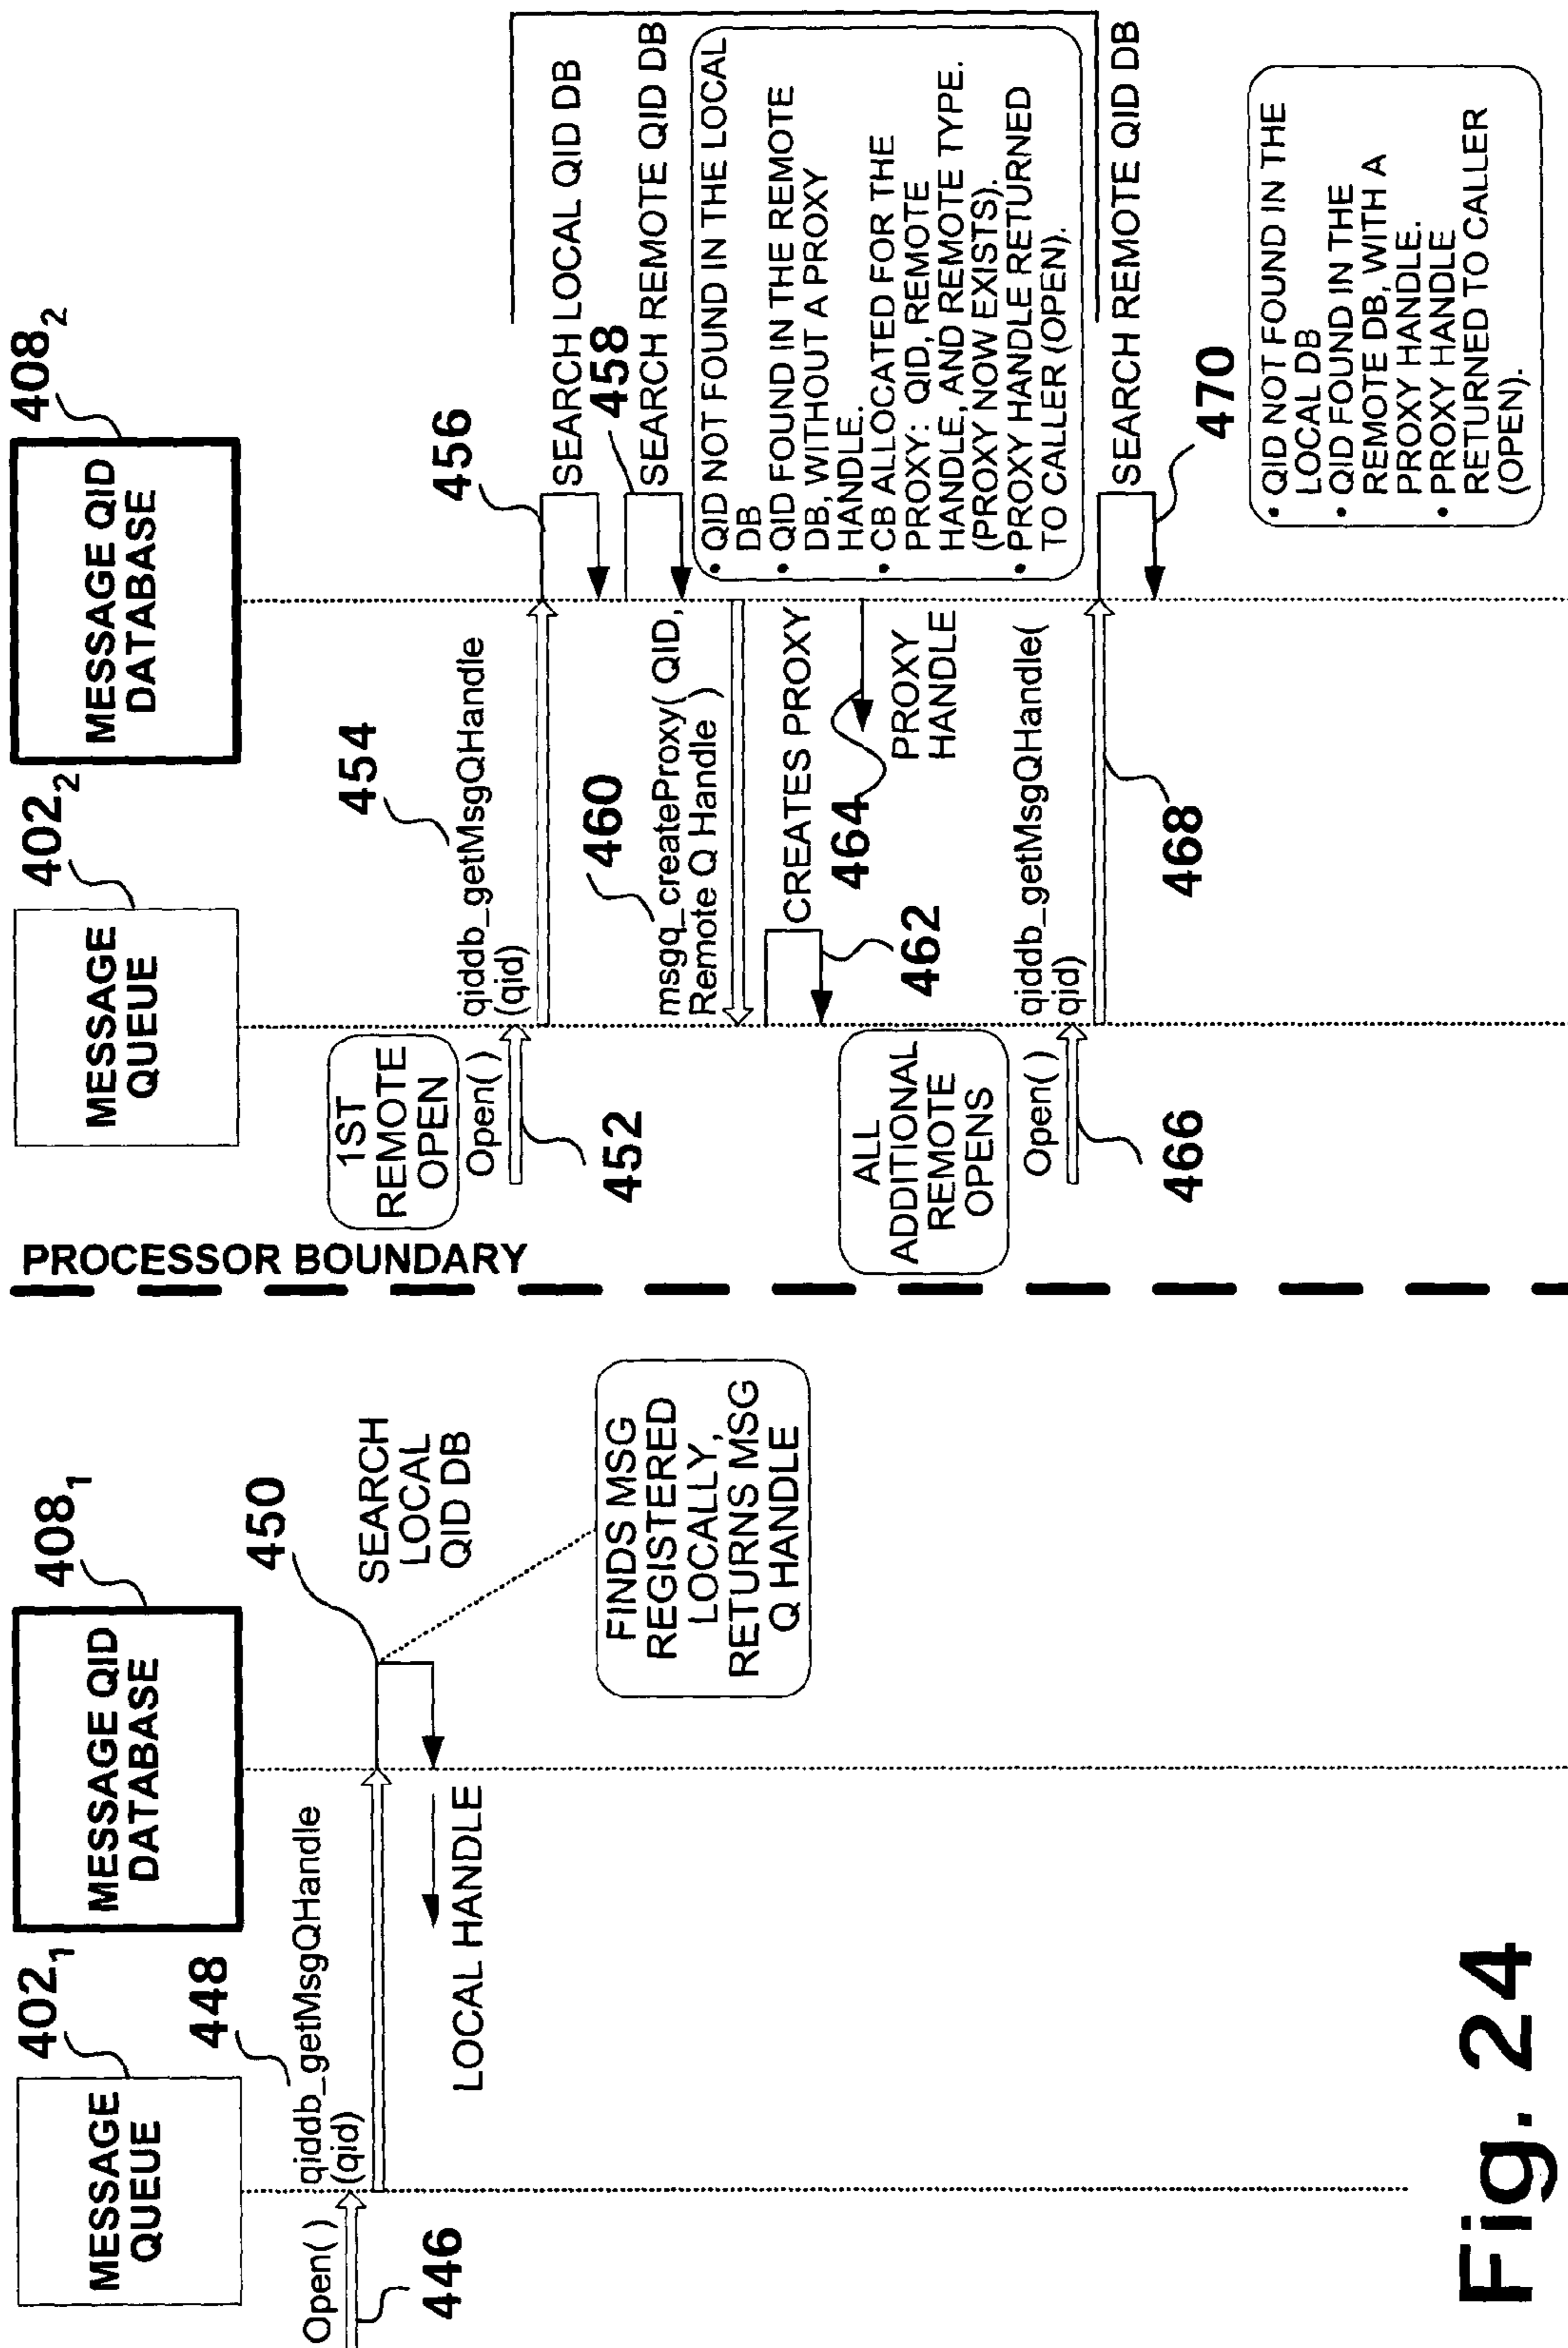 MESSAGE
QUEUE
402₁
MESSAGE QID
DATABASE
408₁
Open( )
446
448
qiddb_getMsgQHandle
(qid)
450
SEARCH
LOCAL
QID DB
LOCAL HANDLE
FINDS MSG
REGISTERED
LOCALLY,
RETURNS MSG
Q HANDLE
PROCESSOR BOUNDARY
MESSAGE
QUEUE
402₂
MESSAGE QID
DATABASE
408₂
1ST
REMOTE
OPEN
Open( )
452
454
qiddb_getMsgQHandle
(qid)
456
SEARCH LOCAL QID DB
458
SEARCH REMOTE QID DB
460
msgq_createProxy( QID,
Remote Q Handle )
• QID NOT FOUND IN THE LOCAL
DB
• QID FOUND IN THE REMOTE
DB, WITHOUT A PROXY
HANDLE.
• CB ALLOCATED FOR THE
PROXY: QID, REMOTE
HANDLE, AND REMOTE TYPE.
(PROXY NOW EXISTS).
• PROXY HANDLE RETURNED
TO CALLER (OPEN).
CREATES PROXY
462
464
PROXY
HANDLE
ALL
ADDITIONAL
REMOTE
OPENS
Open( )
466
qiddb_getMsgQHandle(
qid)
468
SEARCH REMOTE QID DB
470
• QID NOT FOUND IN THE
LOCAL DB
• QID FOUND IN THE
REMOTE DB, WITH A
PROXY HANDLE.
• PROXY HANDLE
RETURNED TO CALLER
(OPEN).
Fig. 24